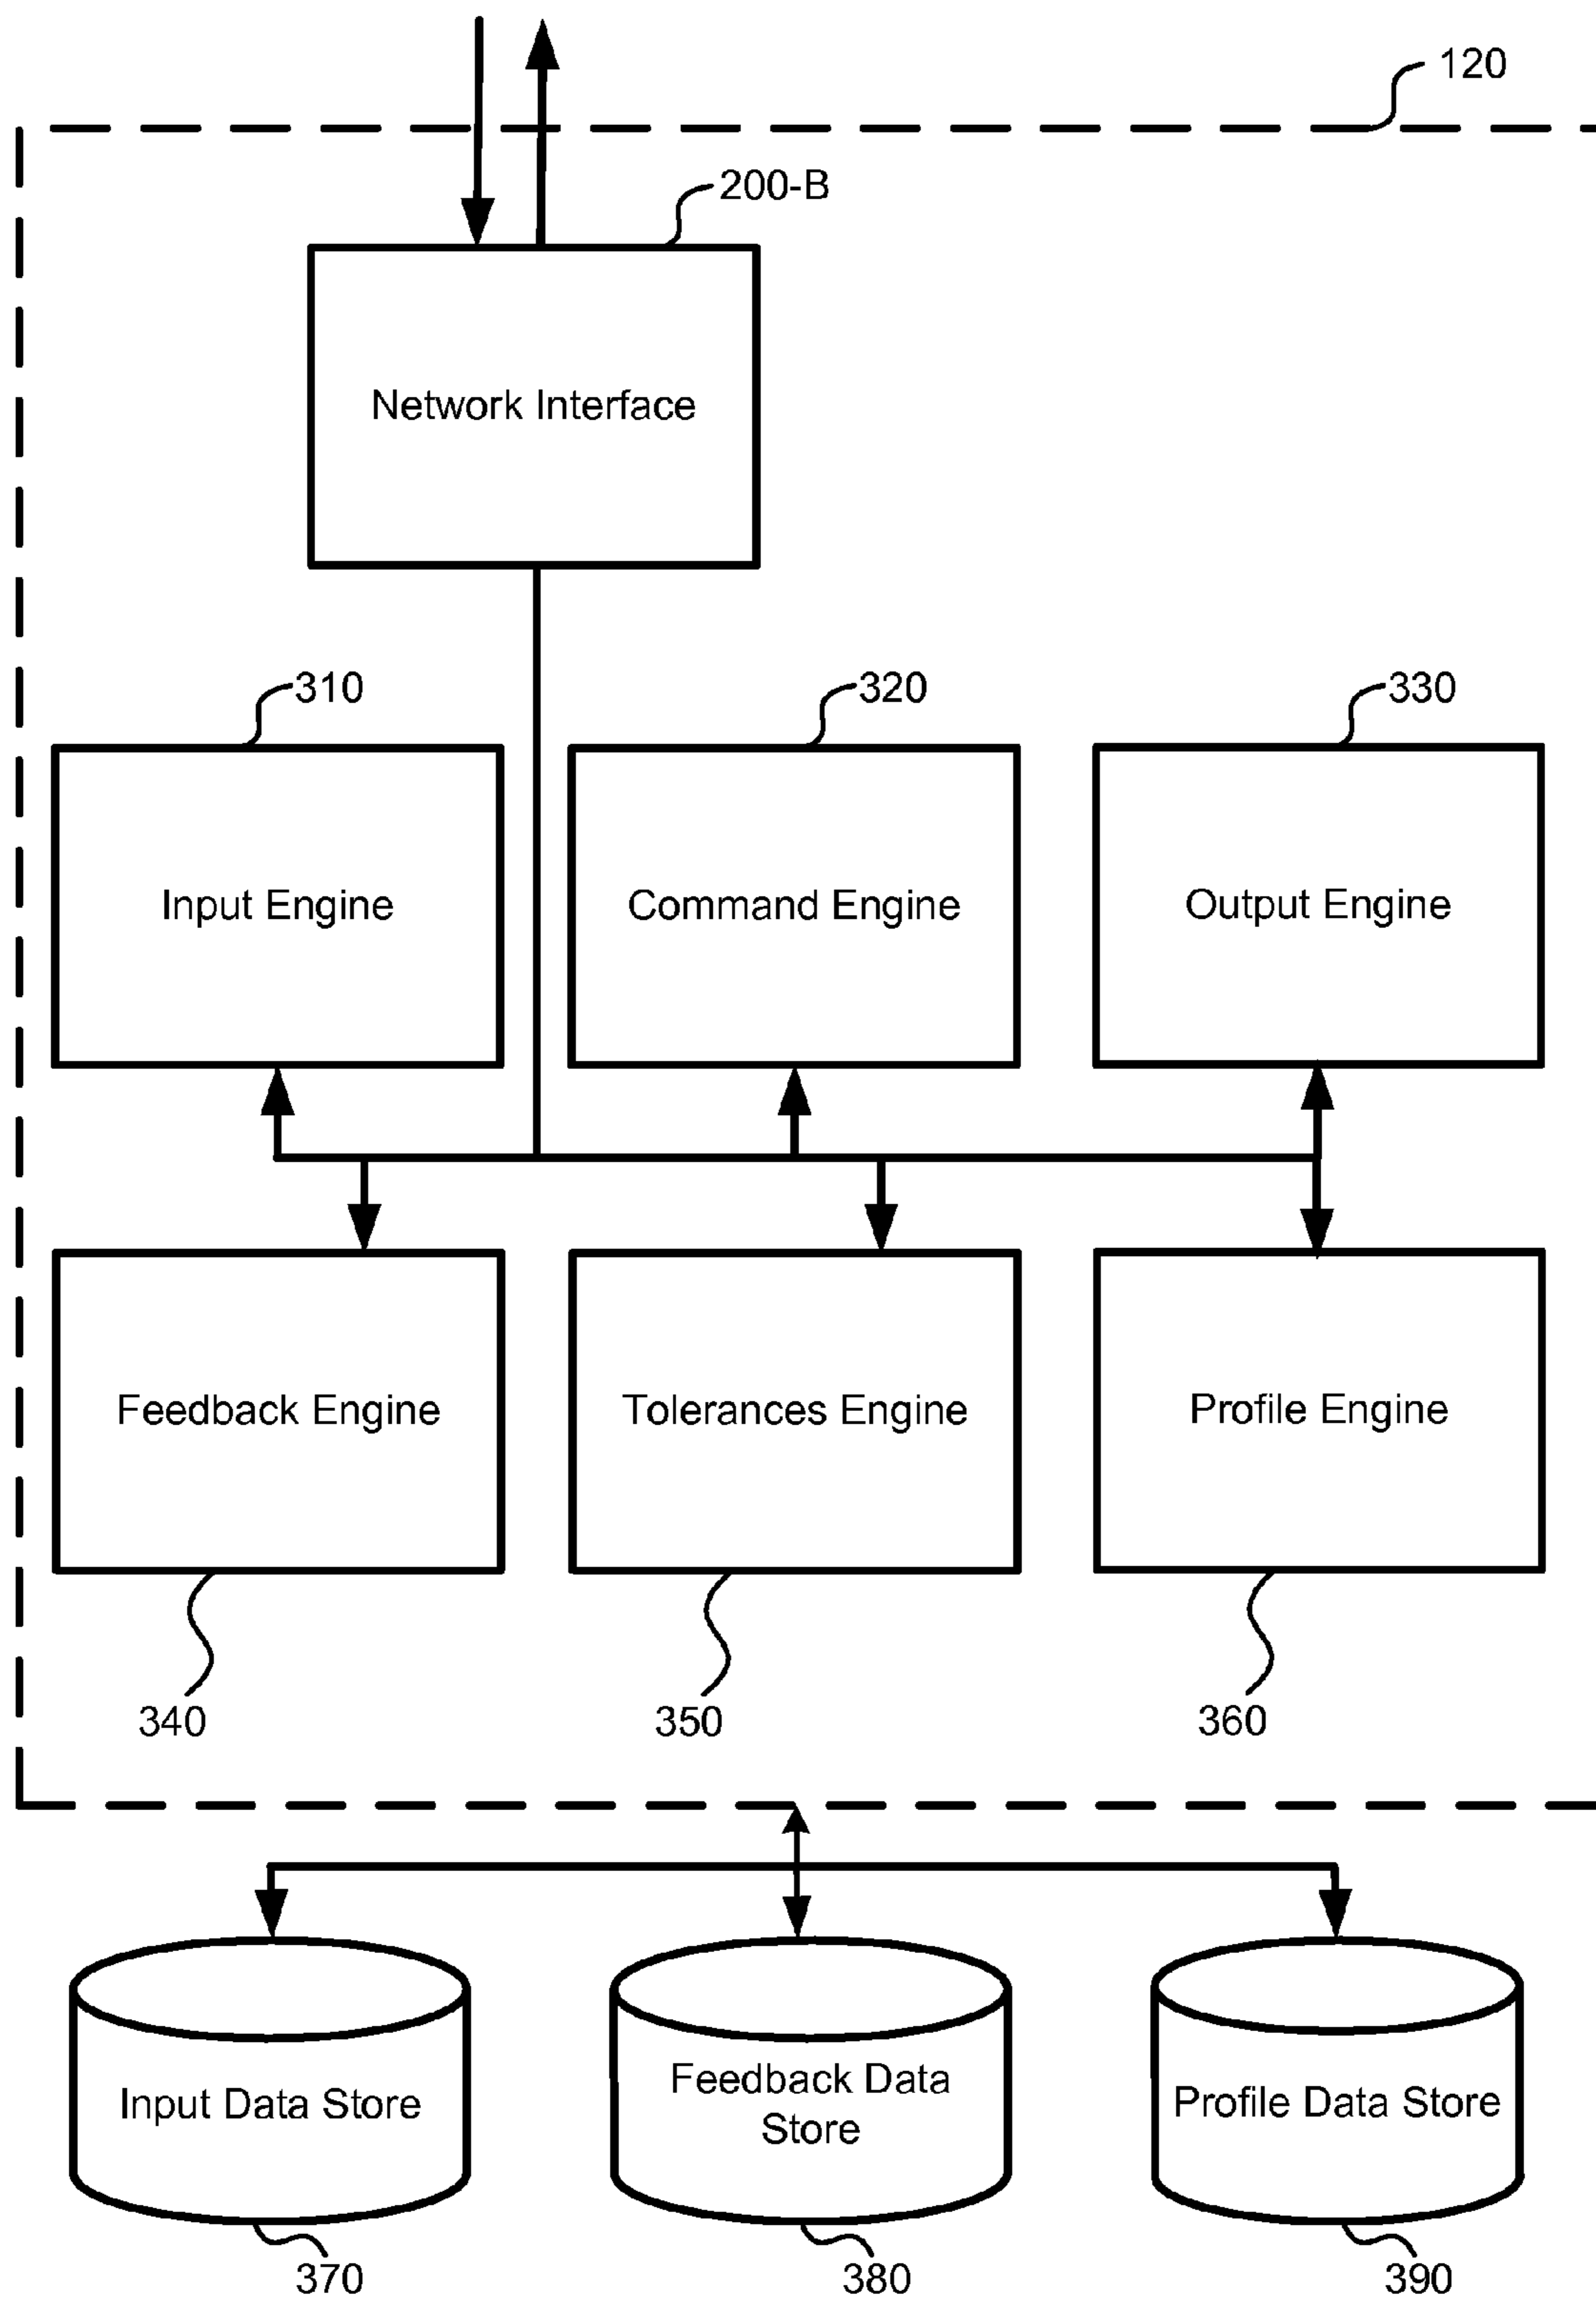 120
200-B
Network Interface
310
320
330
Input Engine
Command Engine
Output Engine
Feedback Engine
Tolerances Engine
Profile Engine
340
350
360
Input Data Store
Feedback Data
Store
Profile Data Store
370
380
390